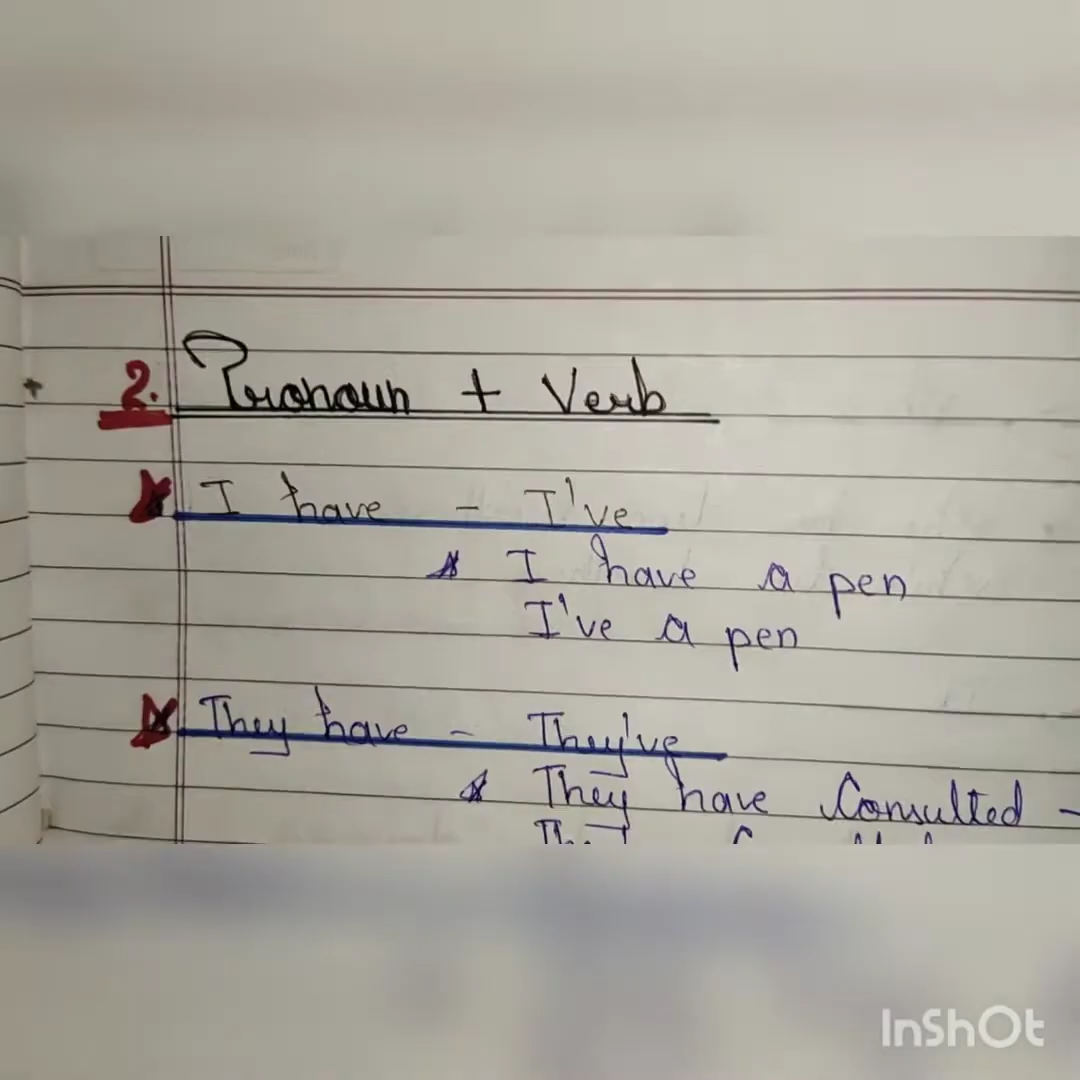 2. Pronoun + Verb
I have - I've
I have a pen
I've a pen
They have - They've
They have Consulted -
InShOt